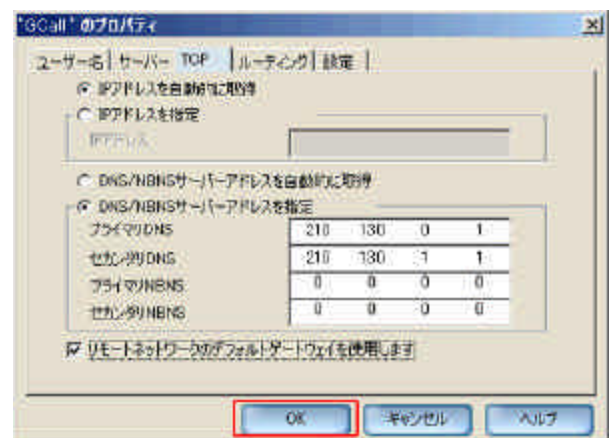 "GCall" のプロパティ
ユーザー名 サーバー TCP ルーティング 設定
IPアドレスを自動的に取得
IPアドレスを指定
IPアドレス
DNS/NBNSサーバーアドレスを自動的に取得
DNS/NBNSサーバーアドレスを指定
プライマリDNS 210 130 0 1
セカンダリDNS 210 130 1 1
プライマリNBNS 0 0 0 0
セカンダリNBNS 0 0 0 0
リモートネットワークのデフォルトゲートウェイを使用します
OK キャンセル ヘルプ